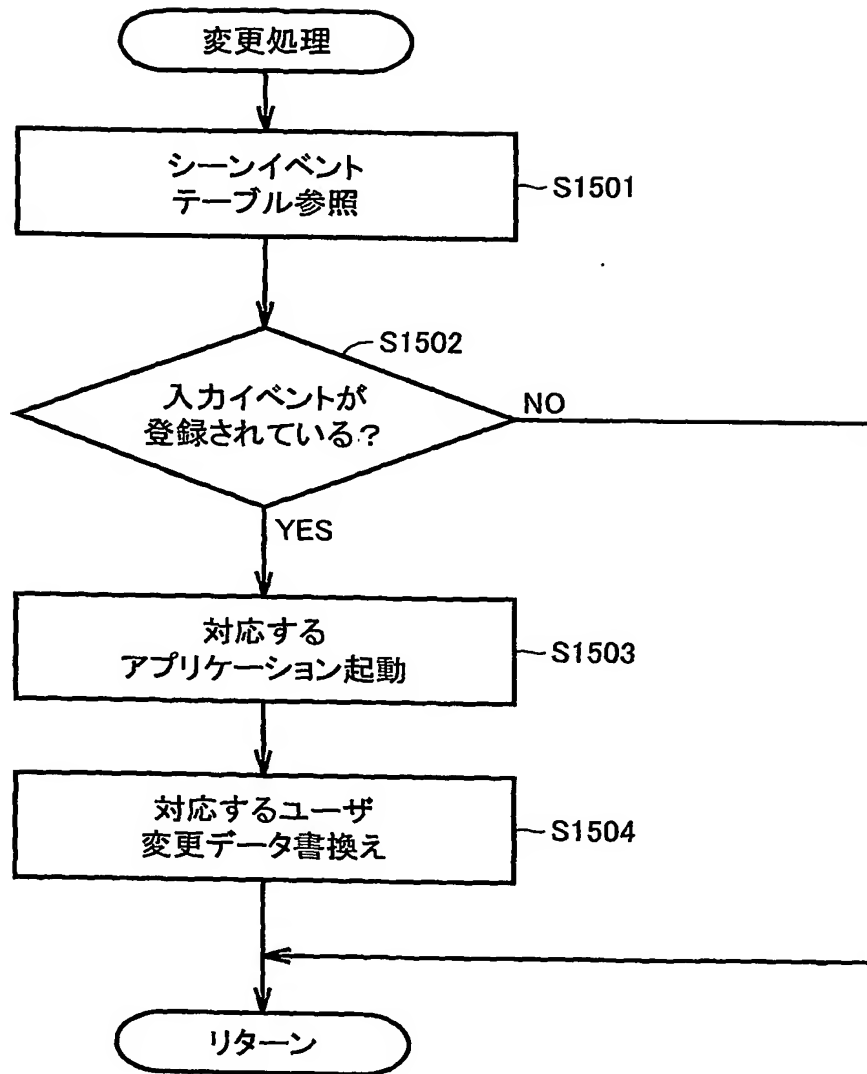 変更処理
シーンイベント
テーブル参照
S1501
S1502
入力イベントが
登録されている?
NO
YES
対応する
アプリケーション起動
S1503
対応するユーザ
変更データ書換え
S1504
リターン